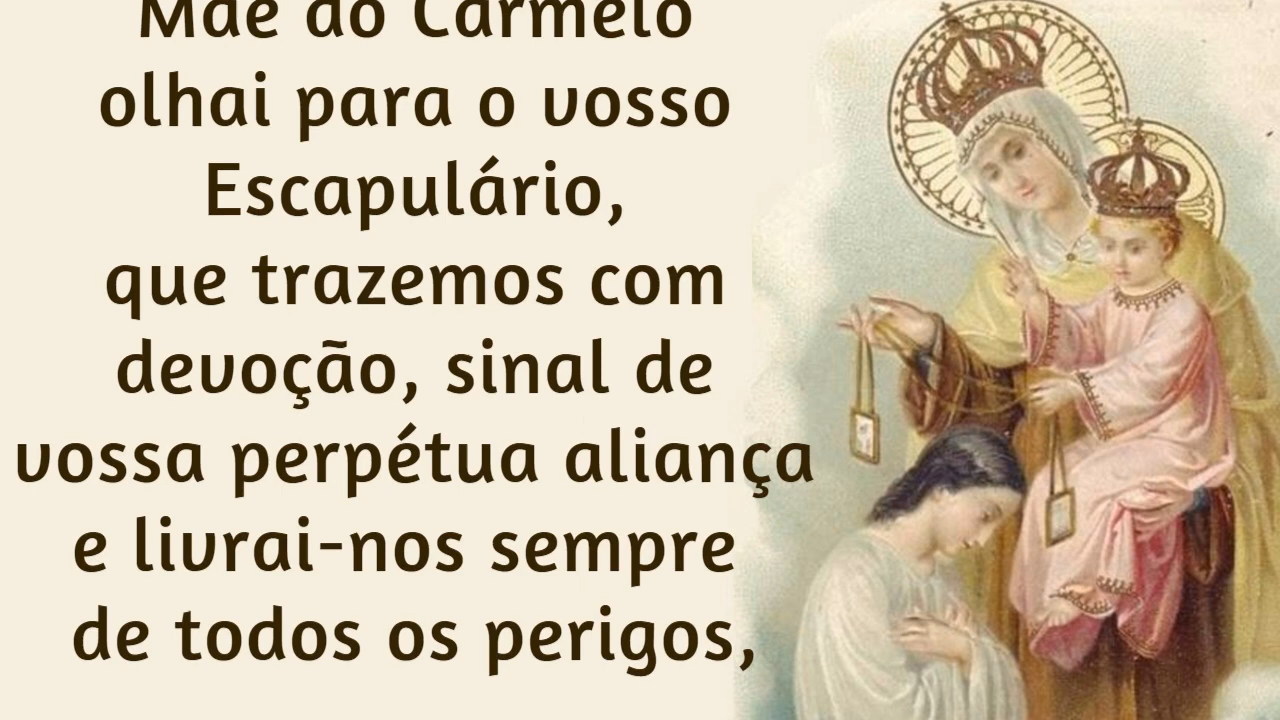 Mãe do Carmelo
olhai para o vosso
Escapulário,
que trazemos com
devoção, sinal de
vossa perpétua aliança
e livrai-nos sempre
de todos os perigos,